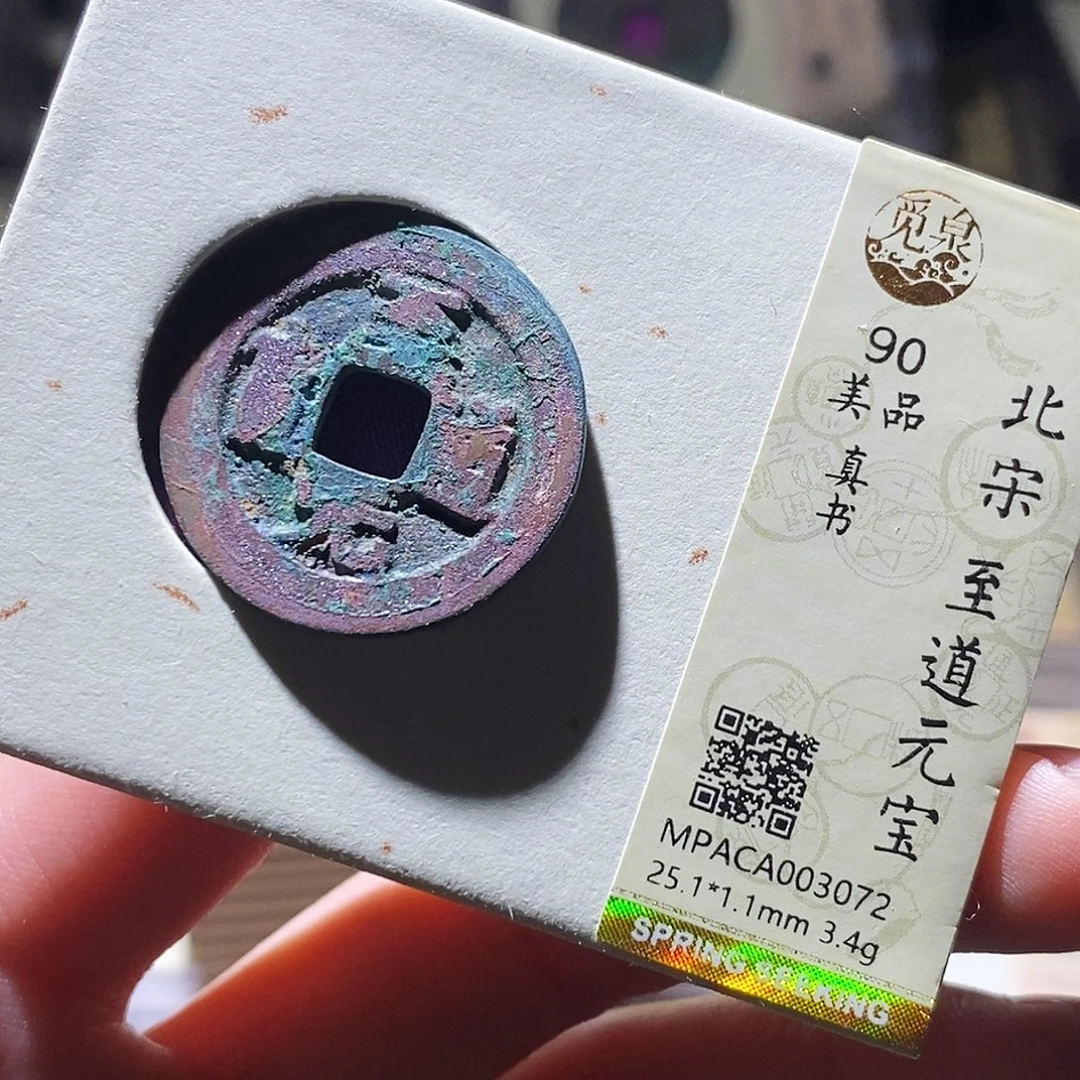 觅泉
90
美品
真书
北宋
至道元宝
MPACA003072
25.1*1.1mm 3.4g
SPRING SEEKING